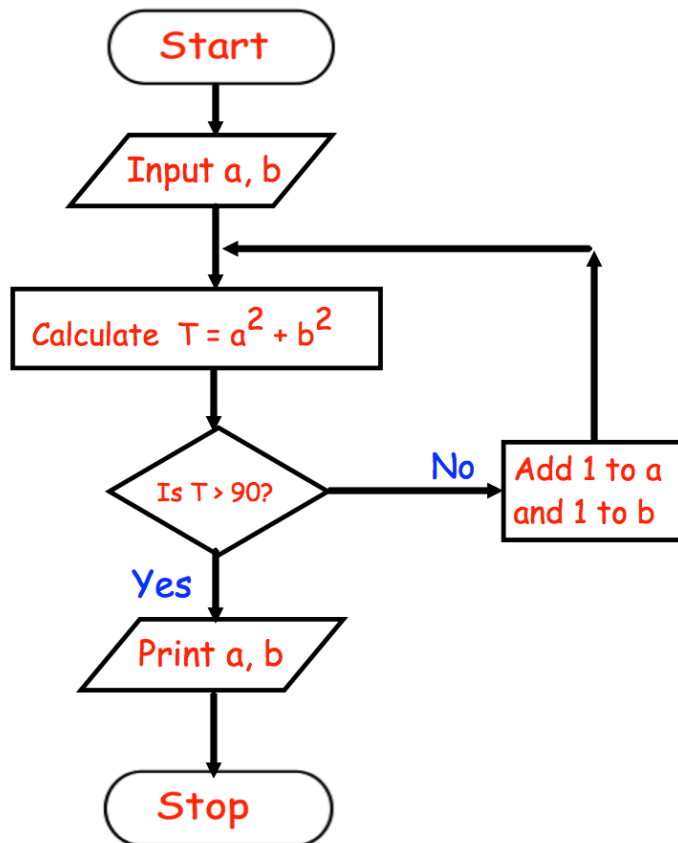 Start
Input a, b
Calculate T = a² + b²
Is T > 90?
No
Add 1 to a
and 1 to b
Yes
Print a, b
Stop